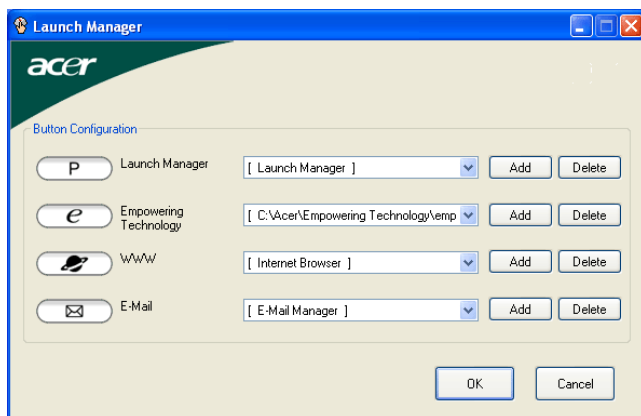 Launch Manager
acer
Button Configuration
P Launch Manager [ Launch Manager ] Add Delete
e Empowering
Technology [ C:\Acer\Empowering Technology\emp Add Delete
WWW [ Internet Browser ] Add Delete
E-Mail [ E-Mail Manager ] Add Delete
OK Cancel